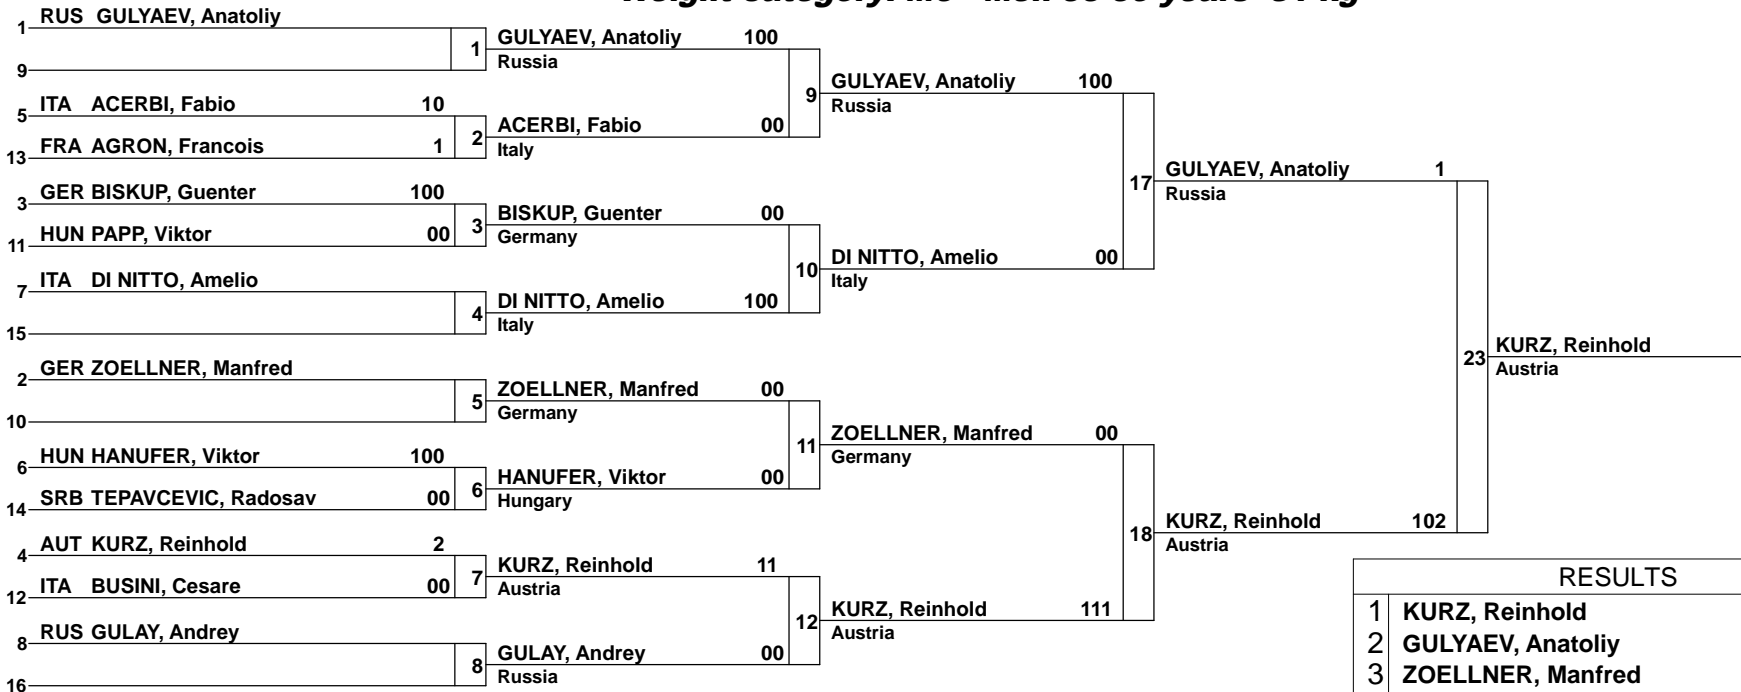 RUS GULYAEV, Anatoliy
1
9
1
GULYAEV, Anatoliy 100
Russia
ITA ACERBI, Fabio 10
5
FRA AGRON, Francois 1
13
2
ACERBI, Fabio 00
Italy
9
GULYAEV, Anatoliy 100
Russia
GER BISKUP, Guenter 100
3
HUN PAPP, Viktor 00
11
3
BISKUP, Guenter 00
Germany
ITA DI NITTO, Amelio
7
15
4
DI NITTO, Amelio 100
Italy
10
DI NITTO, Amelio 00
Italy
17
GULYAEV, Anatoliy 1
Russia
GER ZOELLNER, Manfred
2
10
5
ZOELLNER, Manfred 00
Germany
HUN HANUFER, Viktor 100
6
SRB TEPAVCEVIC, Radosav 00
14
6
HANUFER, Viktor 00
Hungary
11
ZOELLNER, Manfred 00
Germany
AUT KURZ, Reinhold 2
4
ITA BUSINI, Cesare 00
12
7
KURZ, Reinhold 11
Austria
RUS GULAY, Andrey
8
16
8
GULAY, Andrey 00
Russia
12
KURZ, Reinhold 111
Austria
18
KURZ, Reinhold 102
Austria
23
KURZ, Reinhold
Austria
RESULTS
1 KURZ, Reinhold
2 GULYAEV, Anatoliy
3 ZOELLNER, Manfred